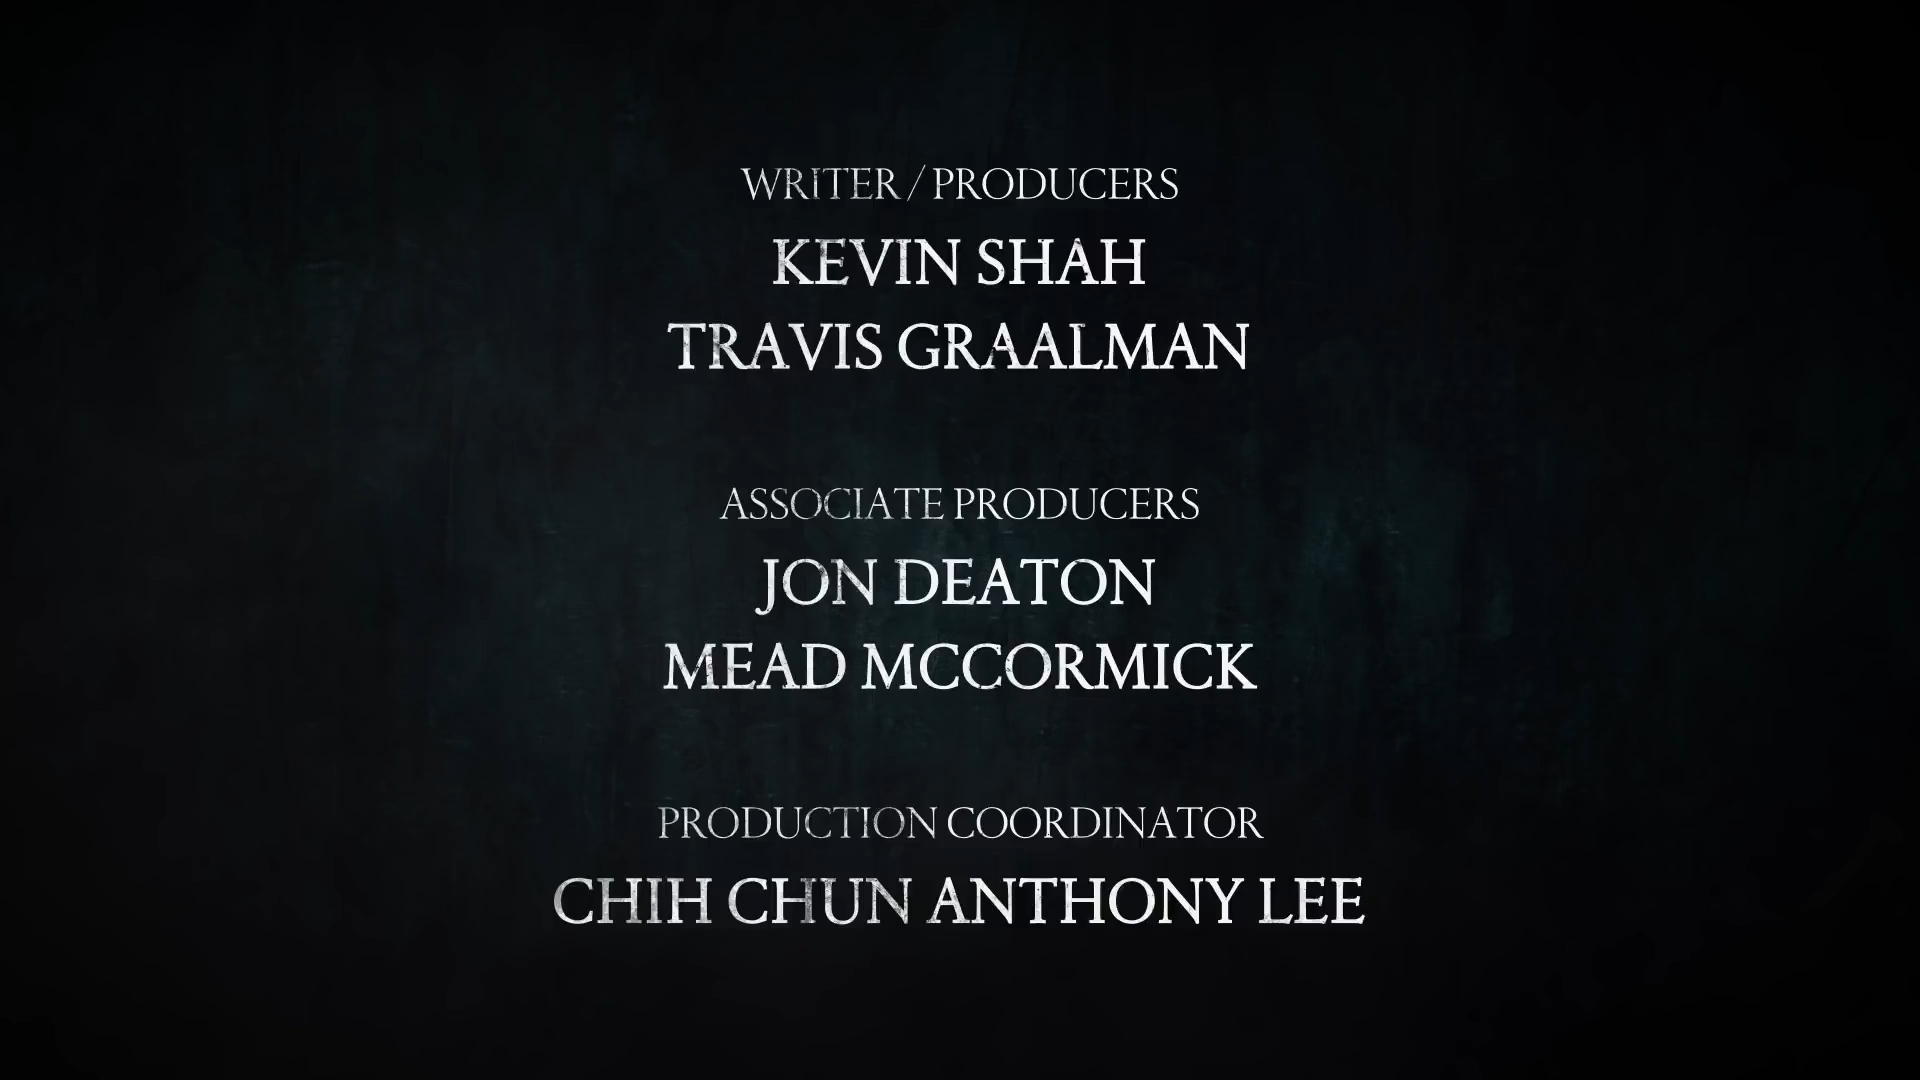 WRITER / PRODUCERS
KEVIN SHAH
TRAVIS GRAALMAN
ASSOCIATE PRODUCERS
JON DEATON
MEAD MCCORMICK
PRODUCTION COORDINATOR
CHIH CHUN ANTHONY LEE